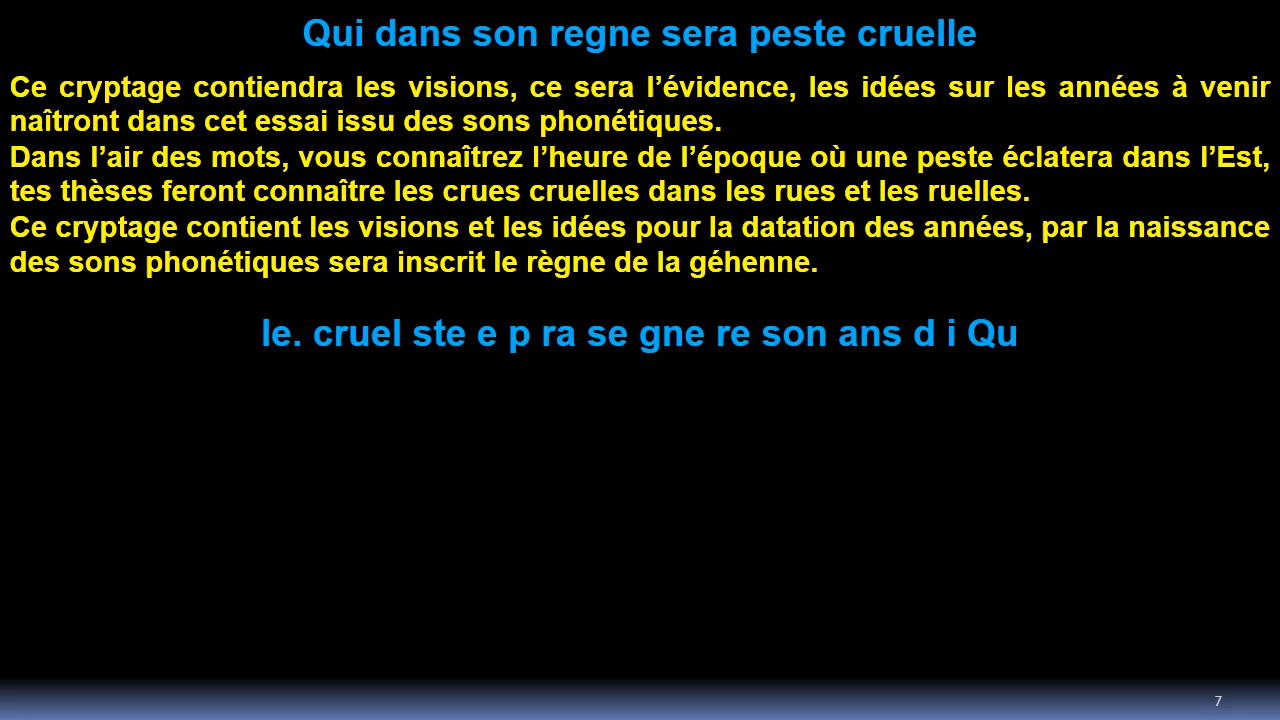 Qui dans son regne sera peste cruelle
Ce cryptage contiendra les visions, ce sera l’évidence, les idées sur les années à venir
naîtront dans cet essai issu des sons phonétiques.
Dans l’air des mots, vous connaîtrez l’heure de l’époque où une peste éclatera dans l’Est,
tes thèses feront connaître les crues cruelles dans les rues et les ruelles.
Ce cryptage contient les visions et les idées pour la datation des années, par la naissance
des sons phonétiques sera inscrit le règne de la géhenne.
le. cruel ste e p ra se gne re son ans d i Qu
7